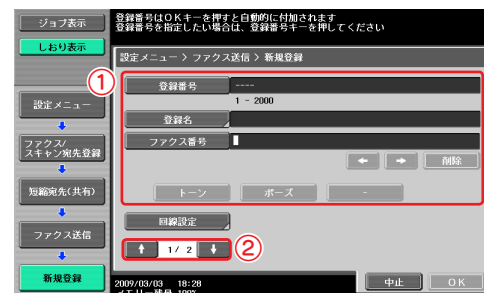 ジョブ表示
登録番号はOKキーを押すと自動的に付加されます
登録番号を指定したい場合は、登録番号キーを押してください
しおり表示
設定メニュー > ファクス送信 > 新規登録
①
登録番号
----
1 - 2000
設定メニュー
登録名
ファクス/
スキャン宛先登録
ファクス番号
← → 削除
短縮宛先(共有)
トーン ポーズ -
回線設定
ファクス送信
↑ 1/ 2 ↓
②
新規登録
2009/03/03 18:28
中止 OK
メモリー残量 100%